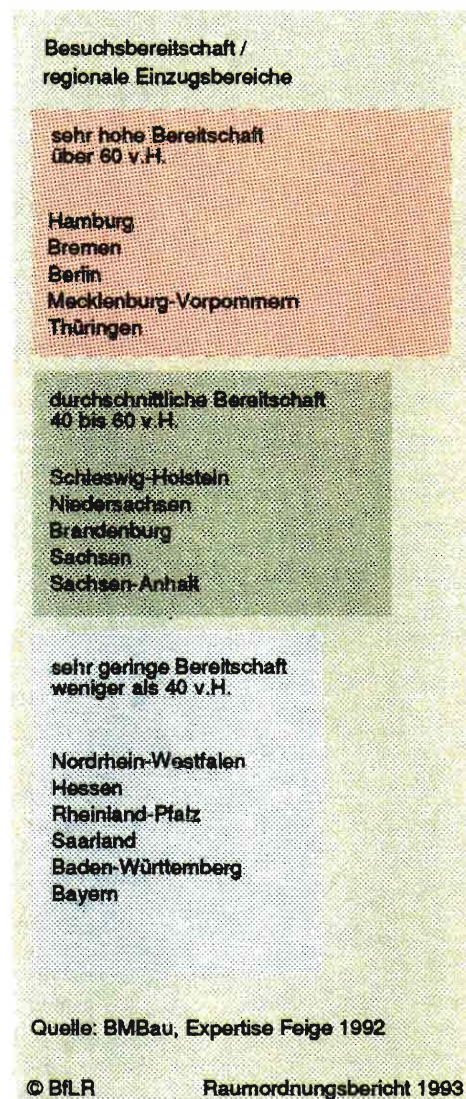 Besuchsbereitschaft /
regionale Einzugsbereiche
sehr hohe Bereitschaft
über 60 v.H.
Hamburg
Bremen
Berlin
Mecklenburg-Vorpommern
Thüringen
durchschnittliche Bereitschaft
40 bis 60 v.H.
Schleswig-Holstein
Niedersachsen
Brandenburg
Sachsen
Sachsen-Anhalt
sehr geringe Bereitschaft
weniger als 40 v.H.
Nordrhein-Westfalen
Hessen
Rheinland-Pfalz
Saarland
Baden-Württemberg
Bayern
Quelle: BMBau, Expertise Feige 1992
© BfLR Raumordnungsbericht 1993